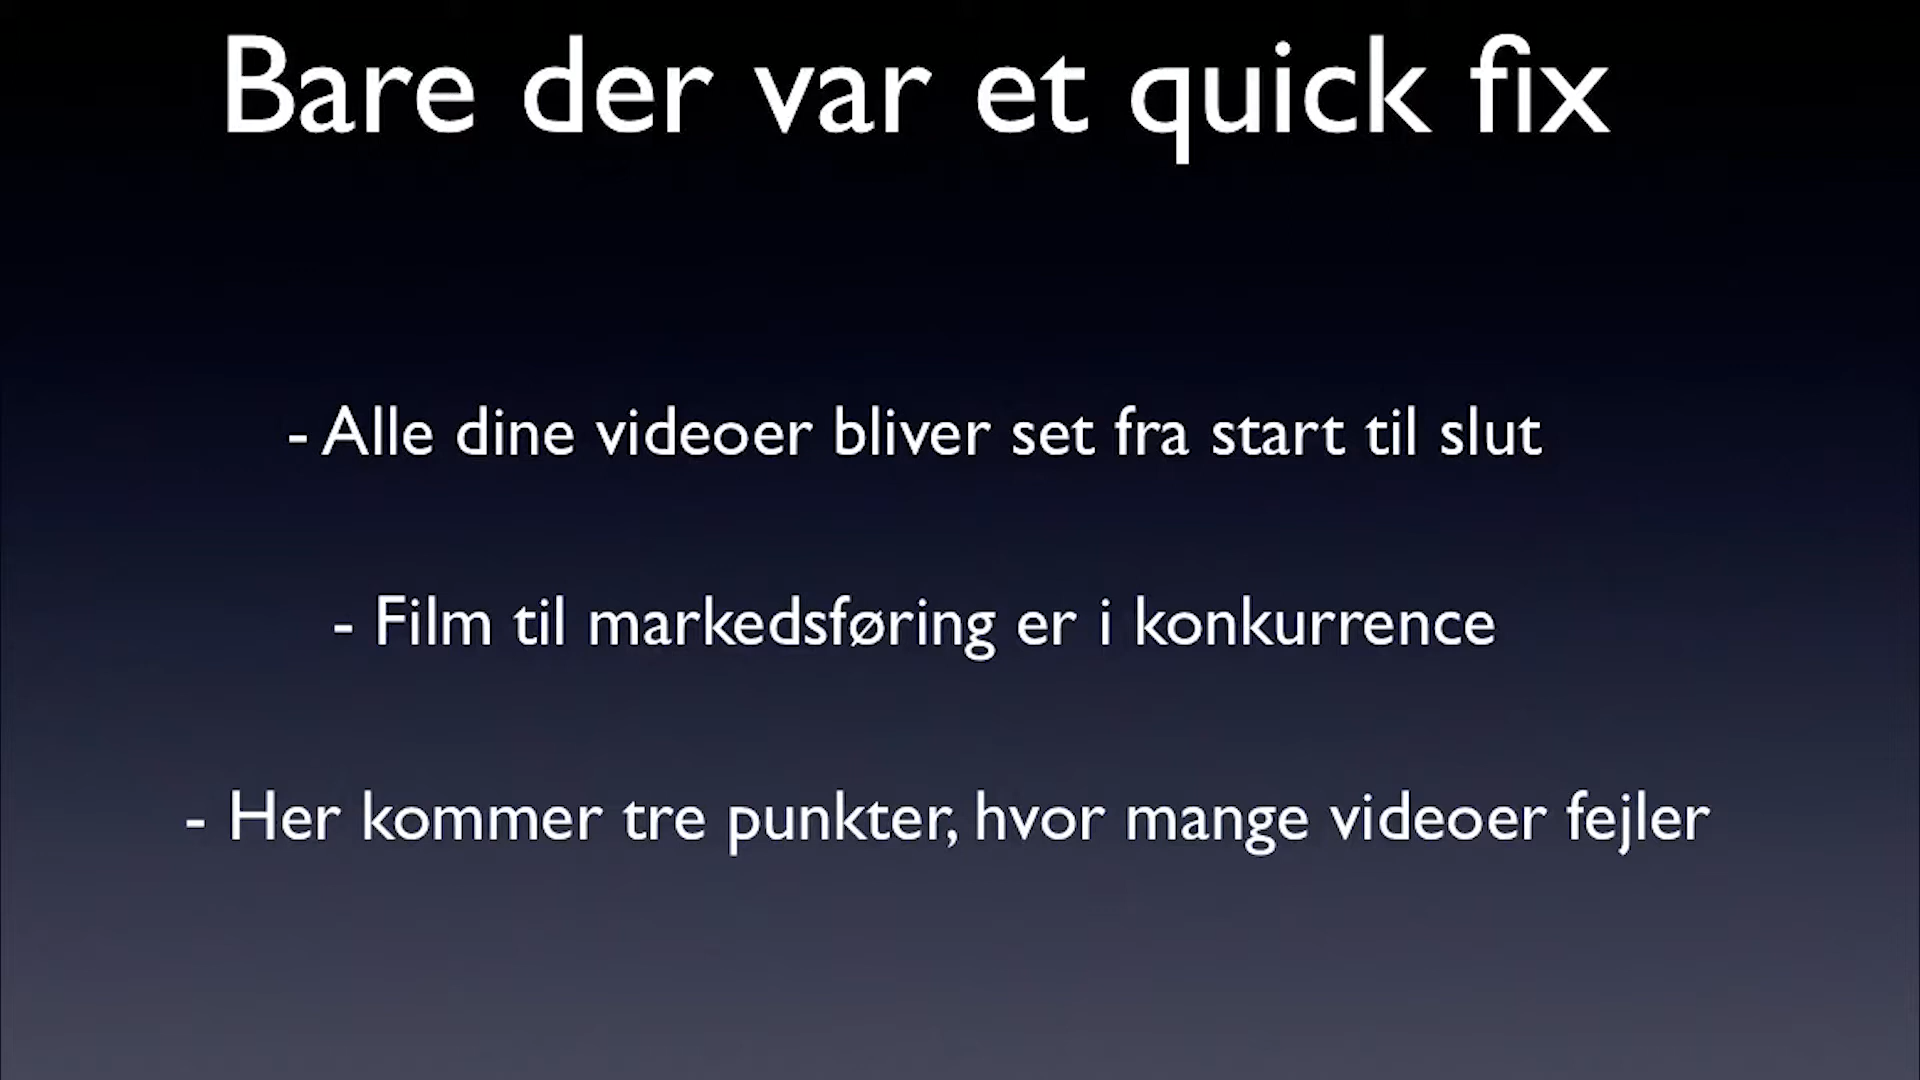 Bare der var et quick fix
- Alle dine videoer bliver set fra start til slut
- Film til markedsføring er i konkurrence
- Her kommer tre punkter, hvor mange videoer fejler